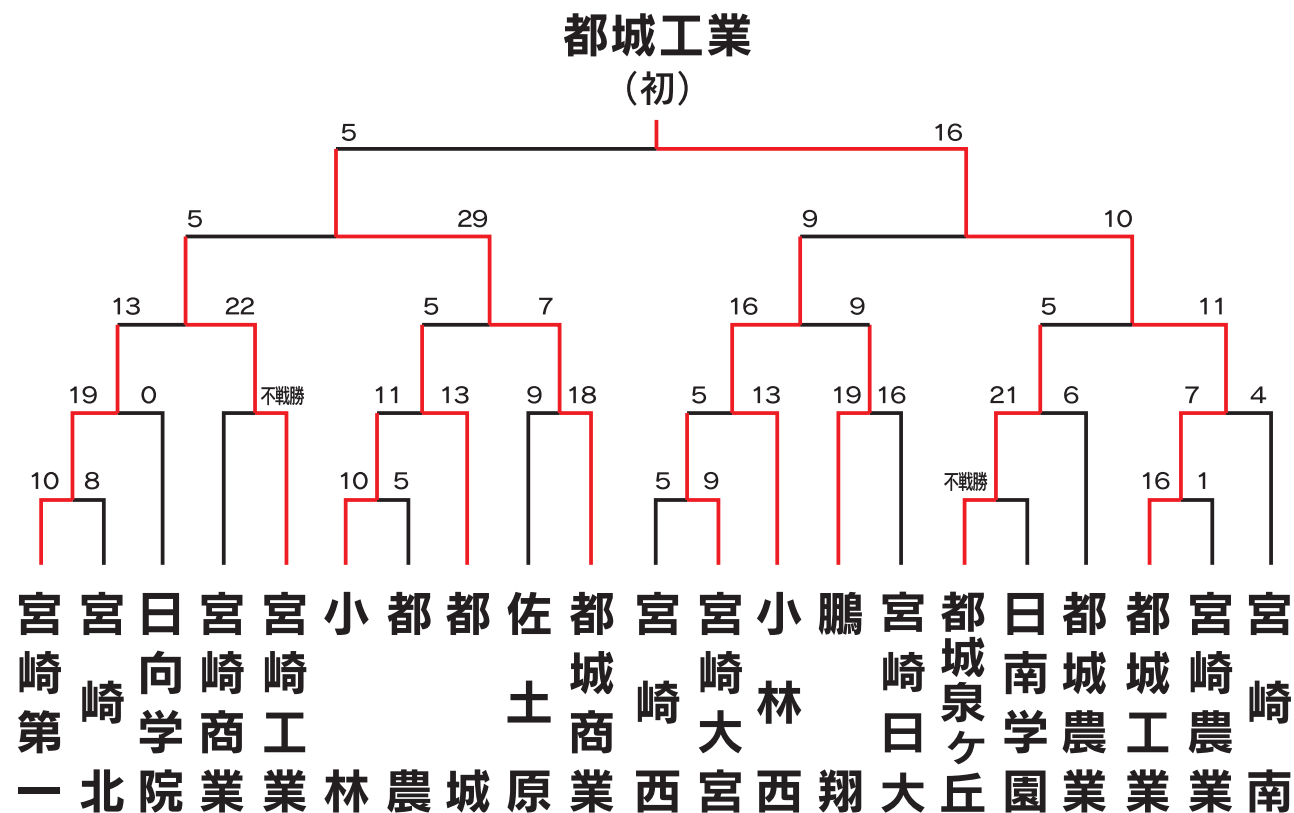 都城工業
（初）
5 16
5 29 9 10
13 22 5 7 16 9 5 11
19 0 不戦勝 11 13 9 18 5 13 19 16 21 6 7 4
10 8 10 5 5 9 不戦勝 16 1
宮崎第一
宮崎北
日向学院
宮崎商業
宮崎工業
小林
都農
都城
佐土原
都城商業
宮崎西
宮崎大宮
小林西
鵬翔
宮崎日大
都城泉ヶ丘
日南学園
都城農業
都城工業
宮崎農業
宮崎南